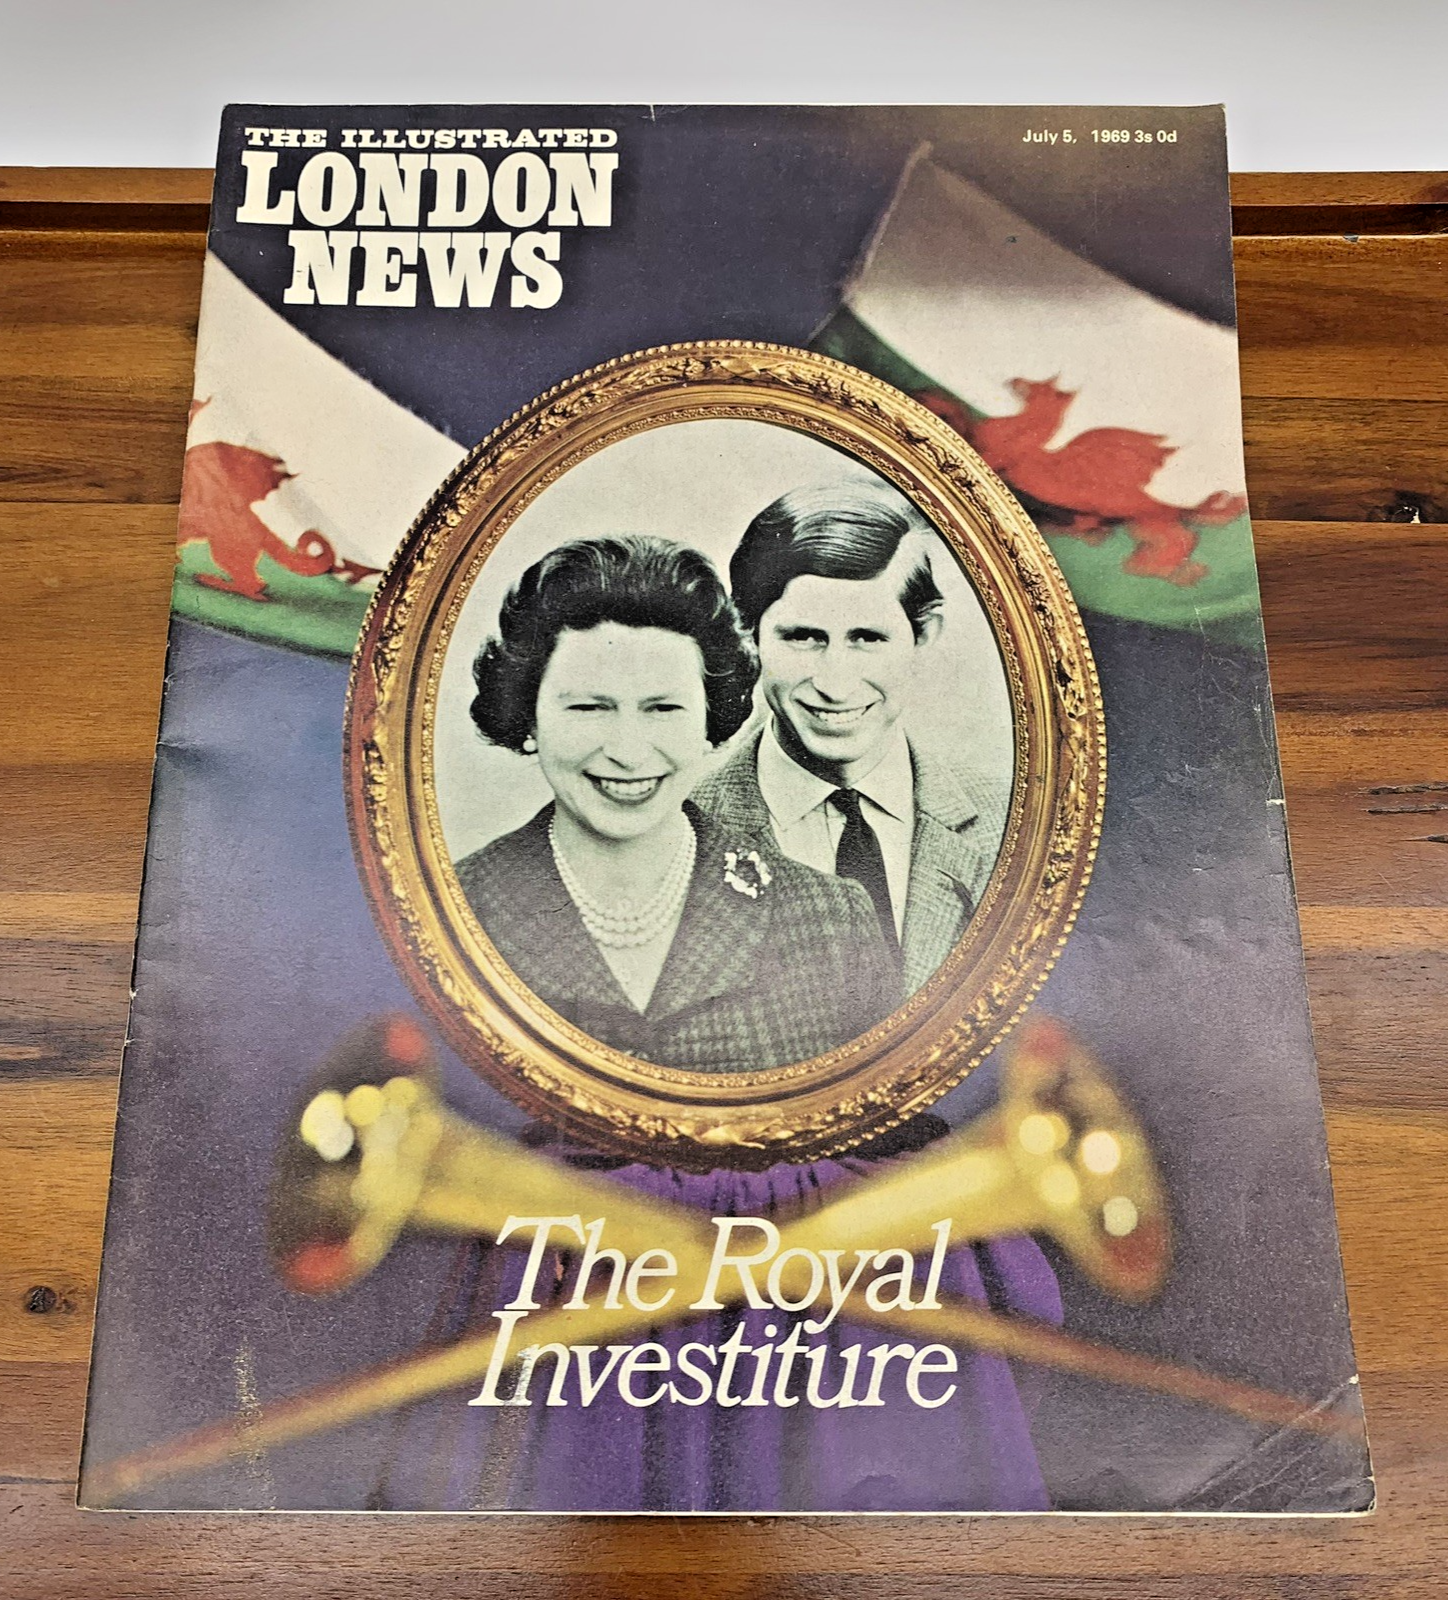 THE ILLUSTRATED
LONDON
NEWS
July 5, 1969 3s 0d
The Royal
Investiture